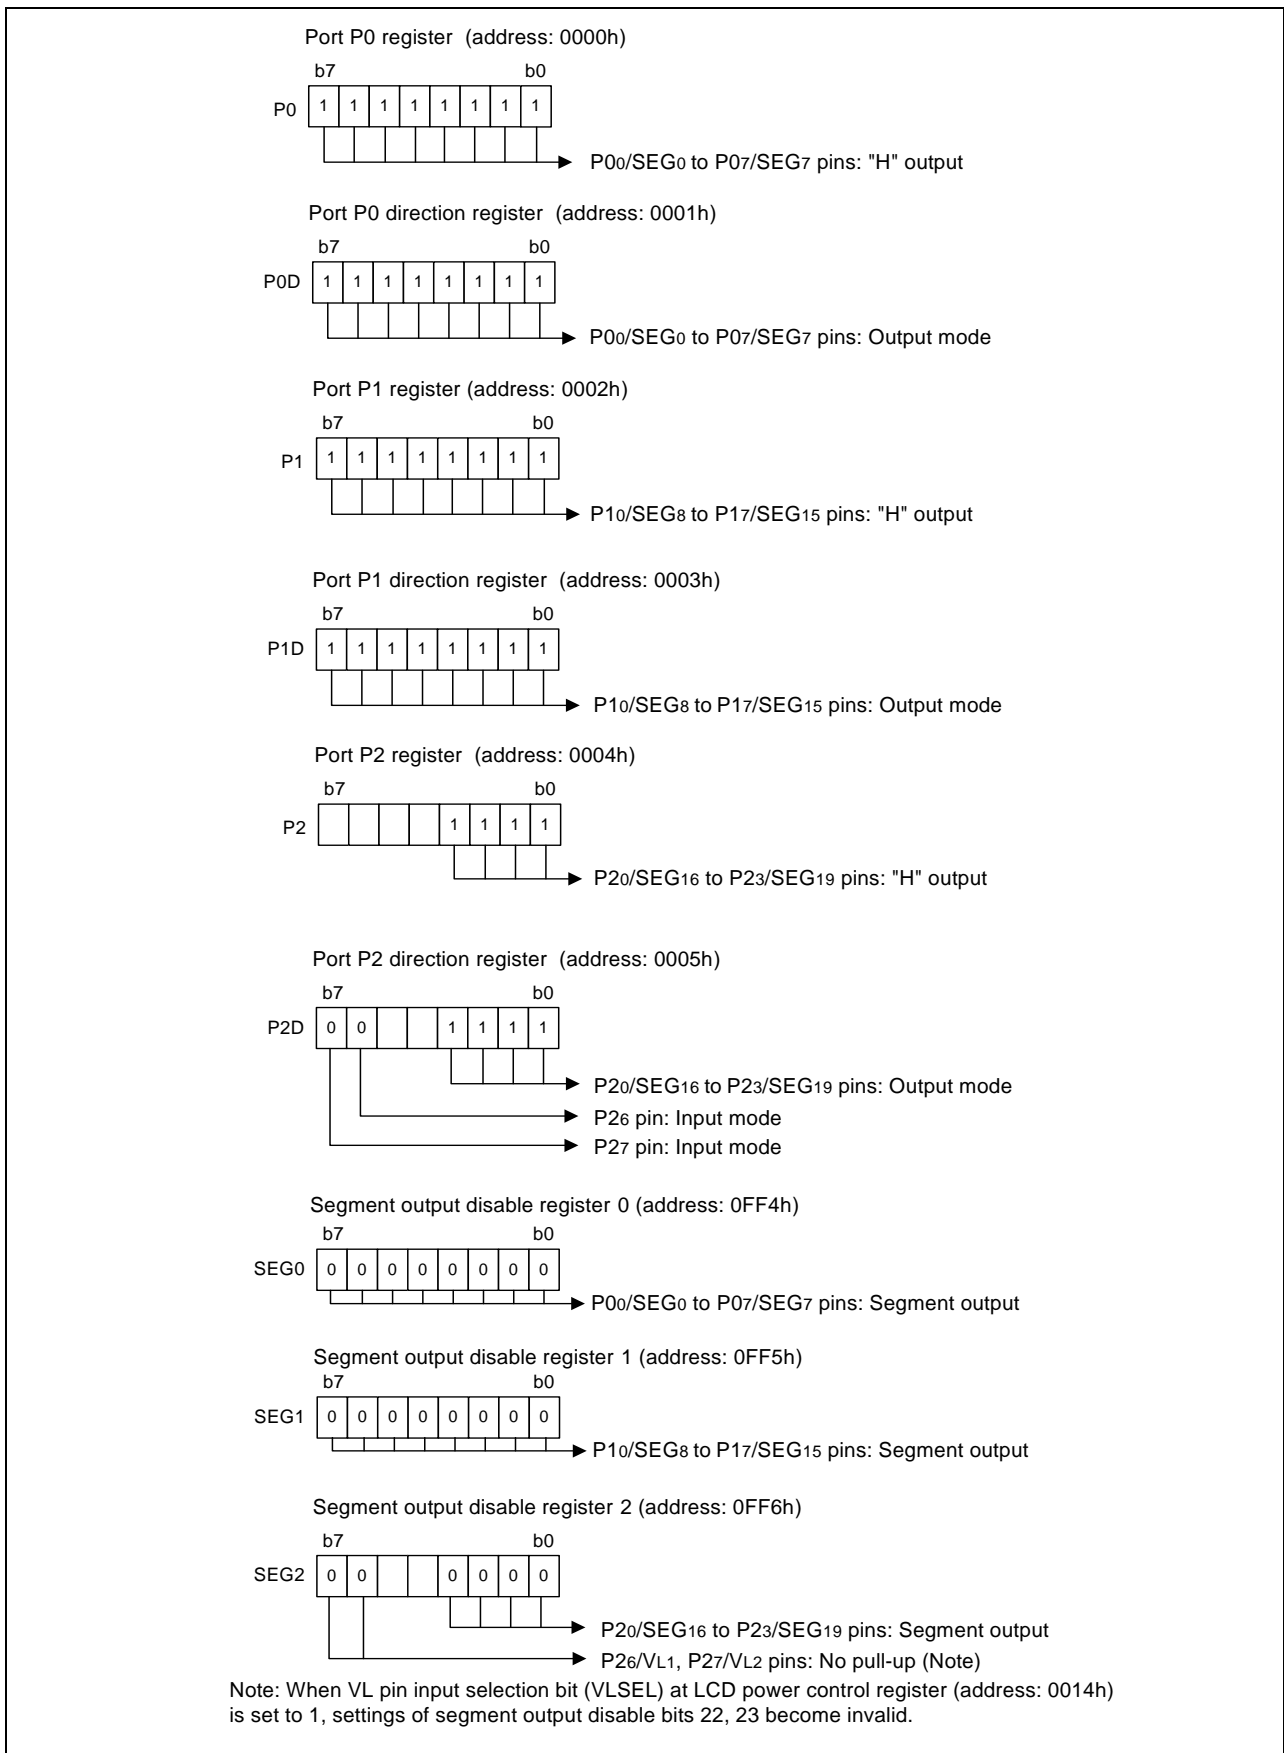 Port P0 register (address: 0000h)
b7 b0
P0 1 1 1 1 1 1 1 1
P00/SEG0 to P07/SEG7 pins: "H" output
Port P0 direction register (address: 0001h)
b7 b0
P0D 1 1 1 1 1 1 1 1
P00/SEG0 to P07/SEG7 pins: Output mode
Port P1 register (address: 0002h)
b7 b0
P1 1 1 1 1 1 1 1 1
P10/SEG8 to P17/SEG15 pins: "H" output
Port P1 direction register (address: 0003h)
b7 b0
P1D 1 1 1 1 1 1 1 1
P10/SEG8 to P17/SEG15 pins: Output mode
Port P2 register (address: 0004h)
b7 b0
P2 1 1 1 1
P20/SEG16 to P23/SEG19 pins: "H" output
Port P2 direction register (address: 0005h)
b7 b0
P2D 0 0 1 1 1 1
P20/SEG16 to P23/SEG19 pins: Output mode
P26 pin: Input mode
P27 pin: Input mode
Segment output disable register 0 (address: 0FF4h)
b7 b0
SEG0 0 0 0 0 0 0 0 0
P00/SEG0 to P07/SEG7 pins: Segment output
Segment output disable register 1 (address: 0FF5h)
b7 b0
SEG1 0 0 0 0 0 0 0 0
P10/SEG8 to P17/SEG15 pins: Segment output
Segment output disable register 2 (address: 0FF6h)
b7 b0
SEG2 0 0 0 0 0 0
P20/SEG16 to P23/SEG19 pins: Segment output
P26/VL1, P27/VL2 pins: No pull-up (Note)
Note: When VL pin input selection bit (VLSEL) at LCD power control register (address: 0014h)
is set to 1, settings of segment output disable bits 22, 23 become invalid.